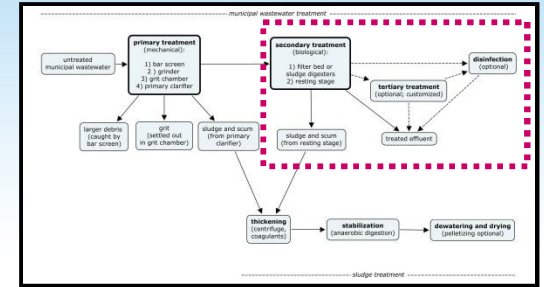 municipal wastewater treatment
untreated
municipal wastewater
primary treatment
(mechanical):
1) bar screen
2 ) grinder
3) grit chamber
4) primary clarifier
secondary treatment
(biological):
1) filter bed or
sludge digesters
2) resting stage
disinfection
(optional)
tertiary treatment
(optional; customized)
larger debris
(caught by
bar screen)
grit
(settled out
in grit chamber)
sludge and scum
(from primary
clarifier)
sludge and scum
(from resting stage)
treated effluent
thickening
(centrifuge,
coagulants)
stabilization
(anaerobic digestion)
dewatering and drying
(pelletizing optional)
sludge treatment